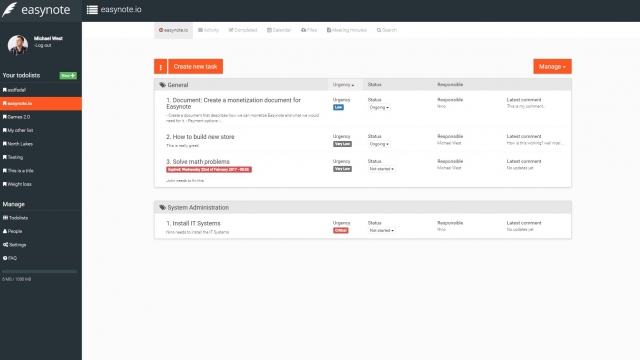 easynote
easynote.io
Michael West
-Log out
easynote.io
Activity
Completed
Calendar
Files
Meeting minutes
Search
Your todolists
New +
asdfsdaf
easynote.io
Games 2.0
My other list
North Lakes
Testing
This is a title
Weight loss
Manage
Todolists
People
Settings
FAQ
6 MB / 1000 MB
Create new task
Manage
General
Urgency
Status
Responsible
1. Document: Create a monetization document for
Easynote
- Create a document that describe how we can monetize Easynote and what we would
need for it. - Payment options:
Urgency
Low
Status
Ongoing
Responsible
Nino
Latest comment
This is my comment..
2. How to build new store
This is really great
Urgency
Very Low
Status
Ongoing
Responsible
Michael West
Latest comment
How is this working? well most...
3. Solve math problems
Expired: Wednesday 22nd of February 2017 - 00:00
John needs to fix this
Urgency
Very Low
Status
Not started
Responsible
Michael West
Latest comment
No updates yet
System Administration
1. Install IT Systems
Nino needs to install the IT Systems
Urgency
Critical
Status
Not started
Responsible
Nino
Latest comment
No updates yet